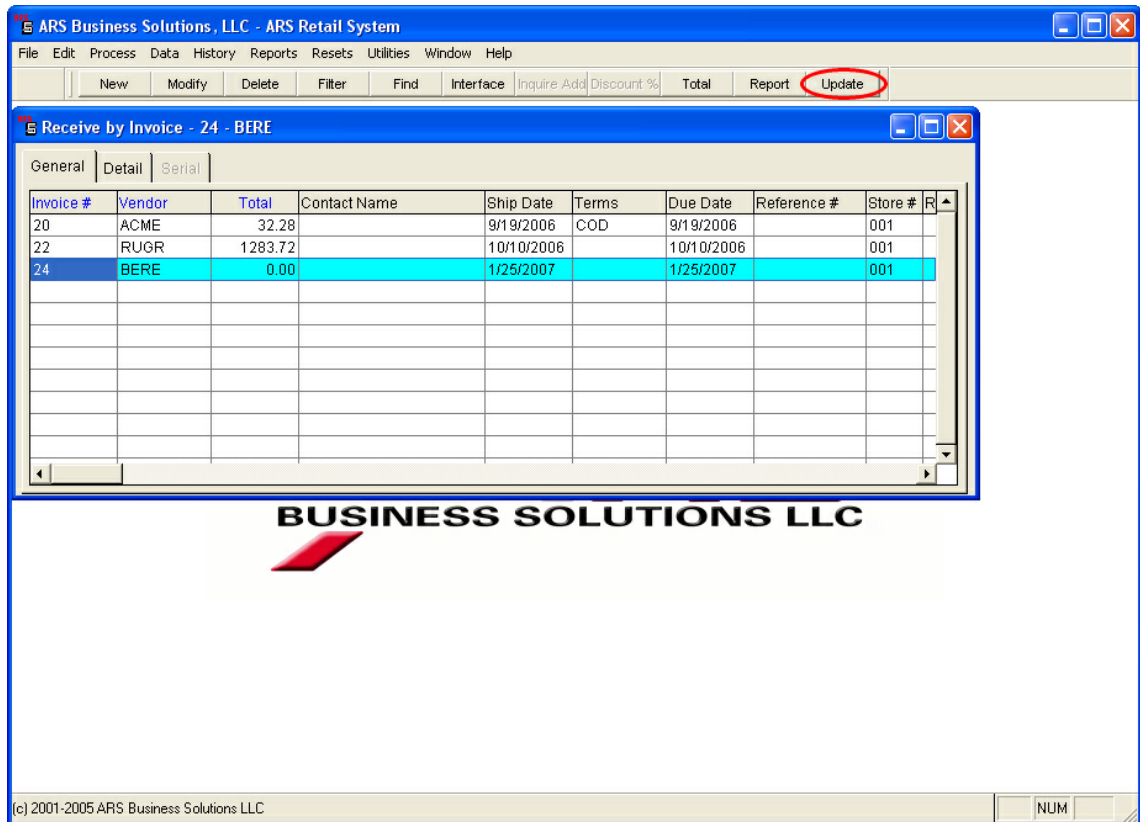 ARS Business Solutions, LLC - ARS Retail System
File Edit Process Data History Reports Resets Utilities Window Help
New Modify Delete Filter Find Interface Inquire Add Discount % Total Report Update
Receive by Invoice - 24 - BERE
General Detail Serial
Invoice # Vendor Total Contact Name Ship Date Terms Due Date Reference # Store # R
20 ACME 32.28 9/19/2006 COD 9/19/2006 001
22 RUGR 1283.72 10/10/2006 10/10/2006 001
24 BERE 0.00 1/25/2007 1/25/2007 001
BUSINESS SOLUTIONS LLC
(c) 2001-2005 ARS Business Solutions LLC NUM